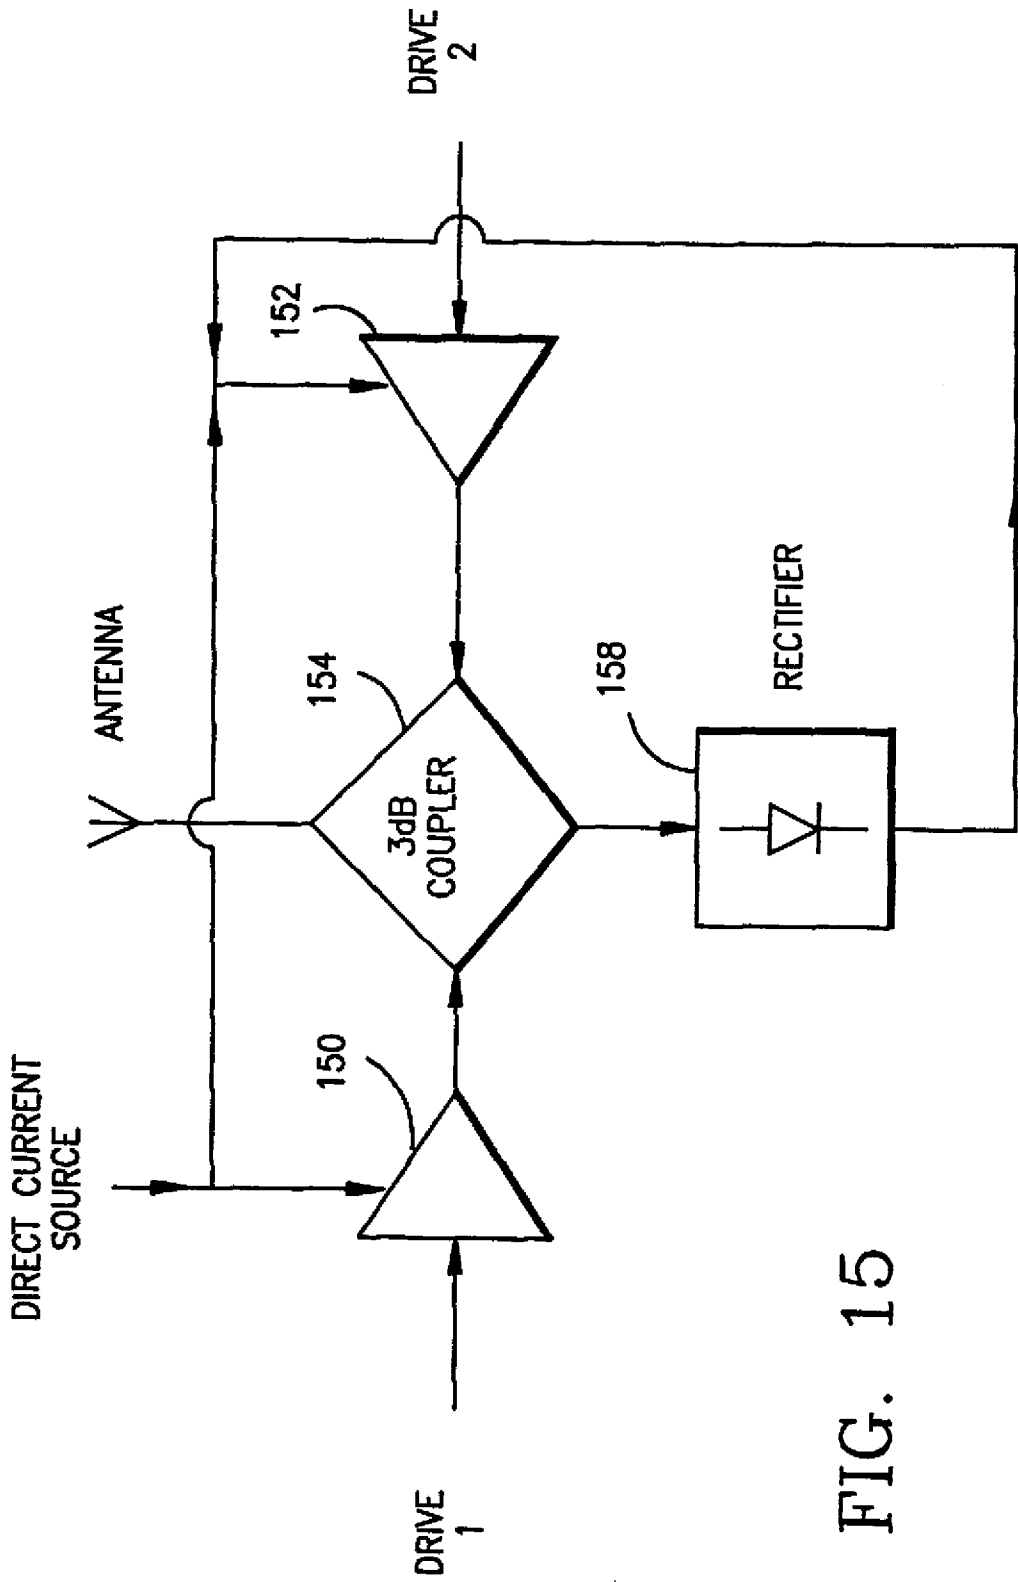 DIRECT CURRENT
SOURCE
ANTENNA
DRIVE
1
150
154
3dB
COUPLER
152
DRIVE
2
158
RECTIFIER
FIG. 15